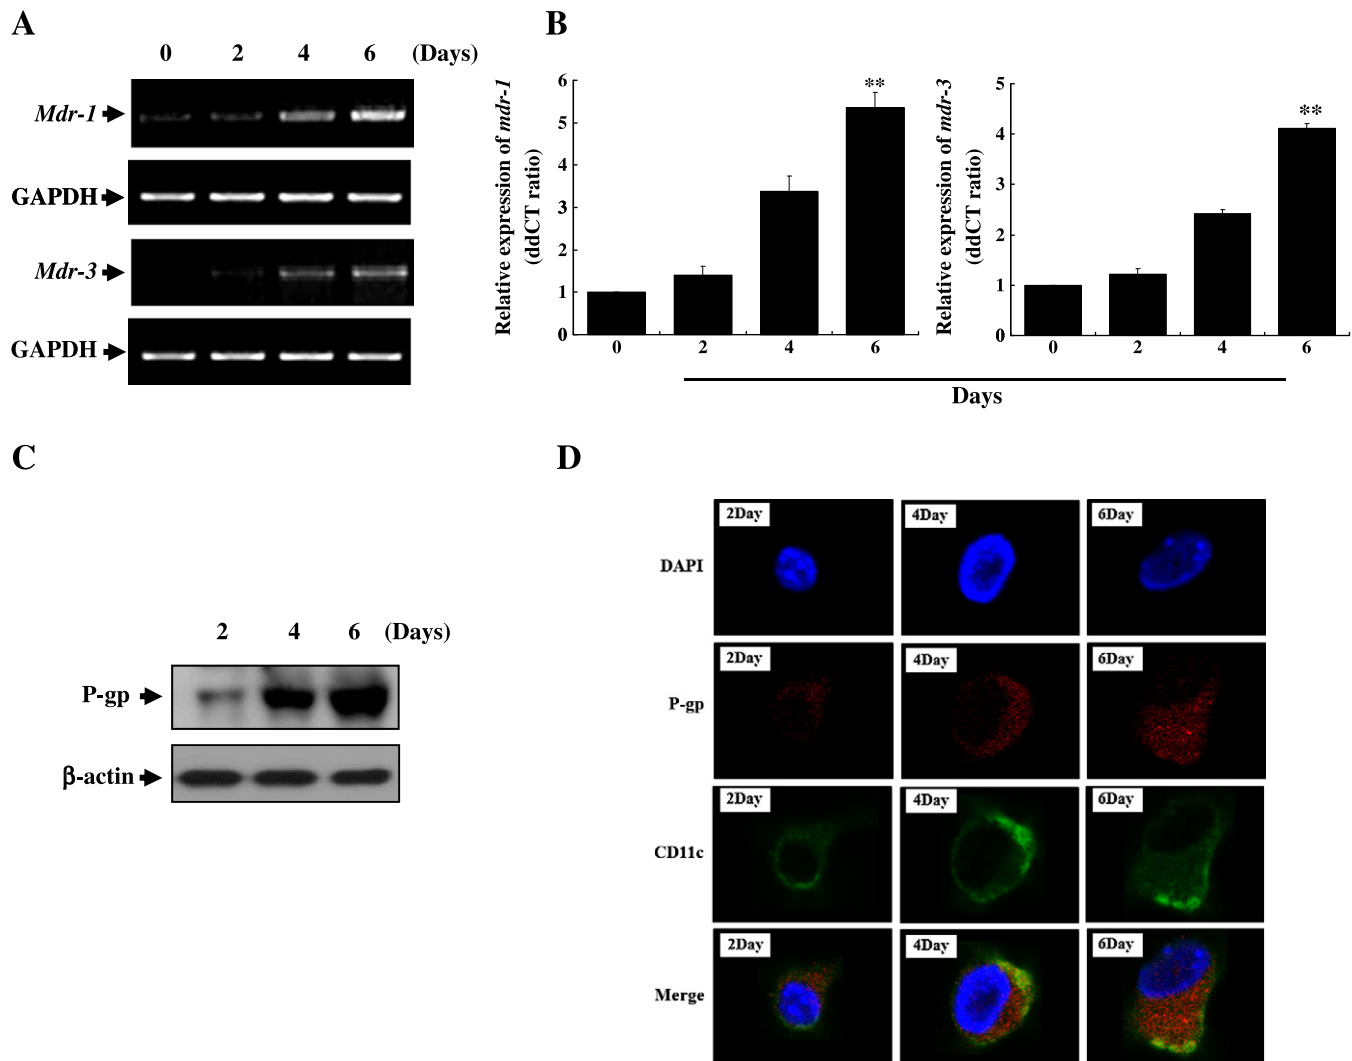 A
0 2 4 6 (Days)
Mdr-1
GAPDH
Mdr-3
GAPDH
B
Relative expression of mdr-1
(ddCT ratio)
6
5
4
3
2
1
0
**
0 2 4 6
Relative expression of mdr-3
(ddCT ratio)
5
4
3
2
1
0
**
0 2 4 6
Days
C
2 4 6 (Days)
P-gp
β-actin
D
DAPI
2Day 4Day 6Day
P-gp
2Day 4Day 6Day
CD11c
2Day 4Day 6Day
Merge
2Day 4Day 6Day